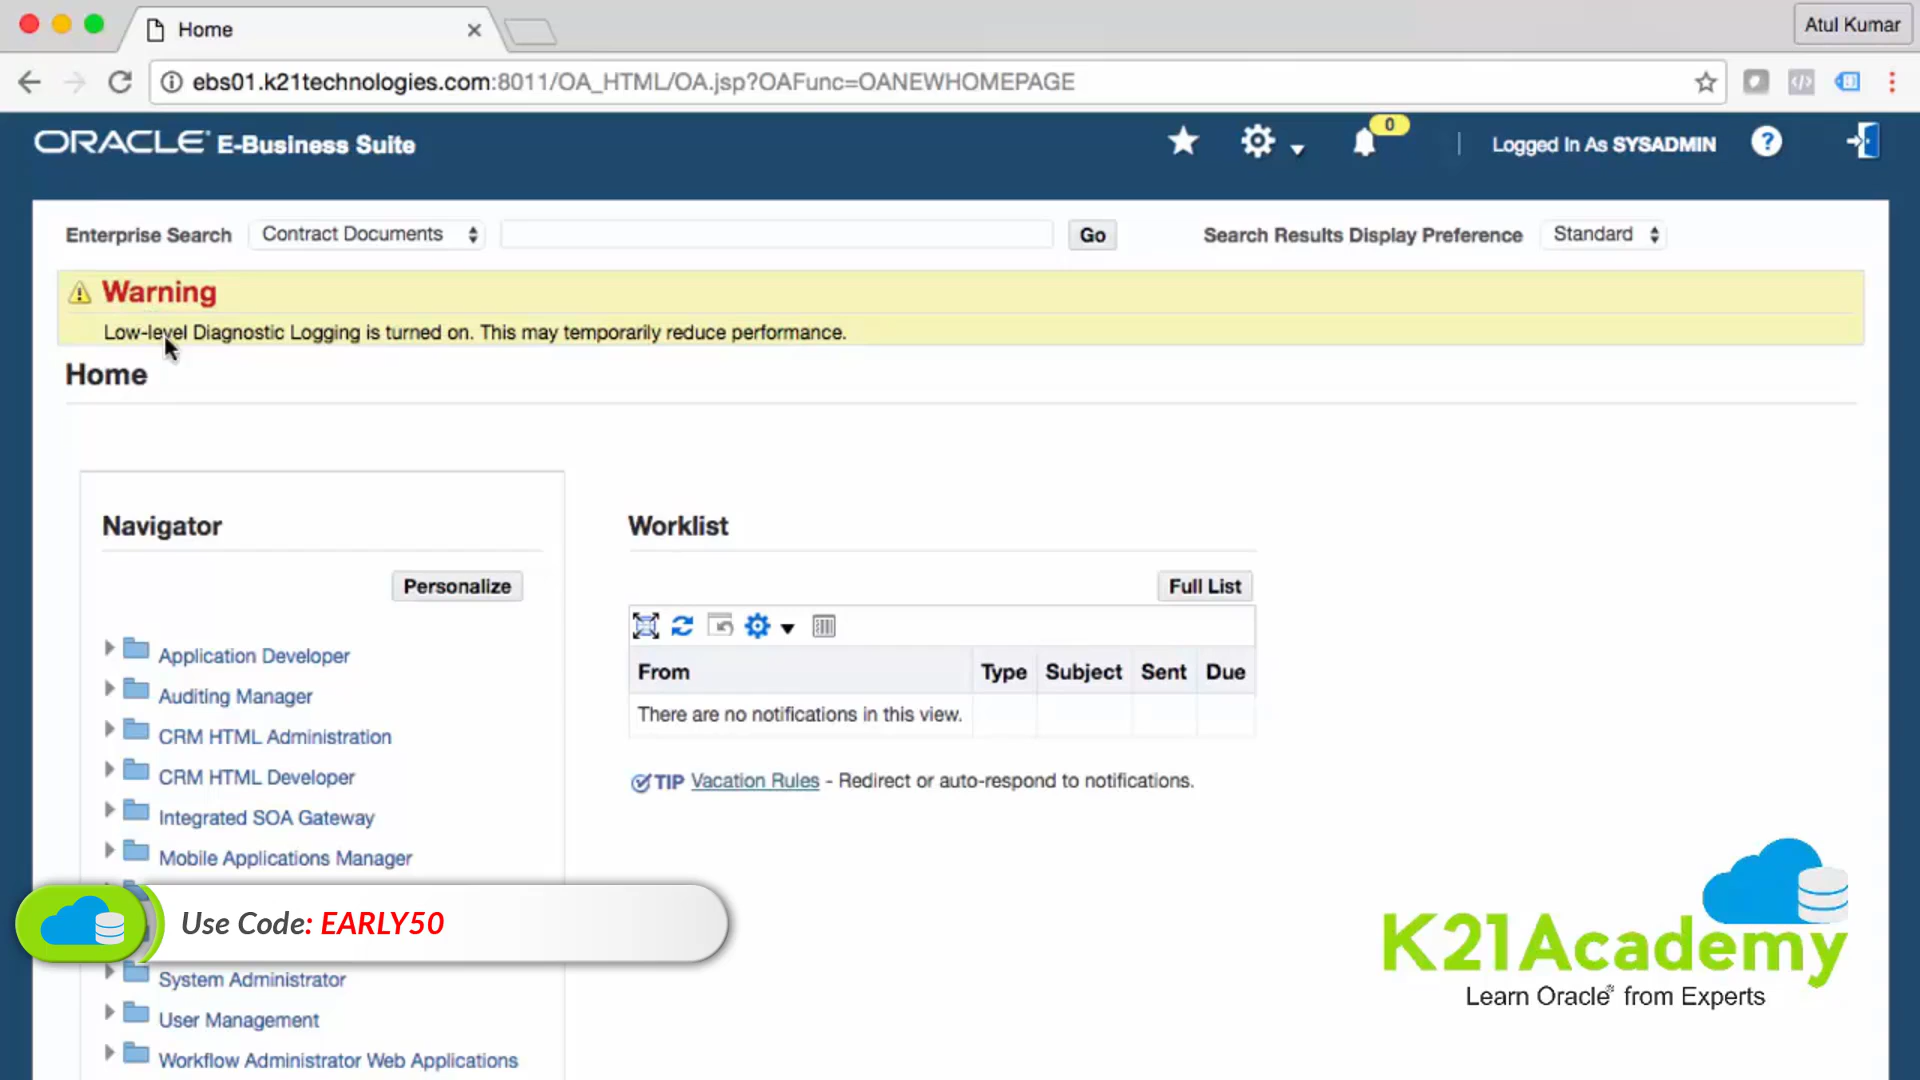 Home
Atul Kumar
ebs01.k21technologies.com:8011/OA_HTML/OA.jsp?OAFunc=OANEWHOMEPAGE
ORACLE® E-Business Suite
0
Logged In As SYSADMIN
Enterprise Search Contract Documents Go Search Results Display Preference Standard
Warning
Low-level Diagnostic Logging is turned on. This may temporarily reduce performance.
Home
Navigator
Personalize
Application Developer
Auditing Manager
CRM HTML Administration
CRM HTML Developer
Integrated SOA Gateway
Mobile Applications Manager
System Administrator
User Management
Workflow Administrator Web Applications
Worklist
Full List
From Type Subject Sent Due
There are no notifications in this view.
TIP Vacation Rules - Redirect or auto-respond to notifications.
Use Code: EARLY50
K21Academy
Learn Oracle® from Experts